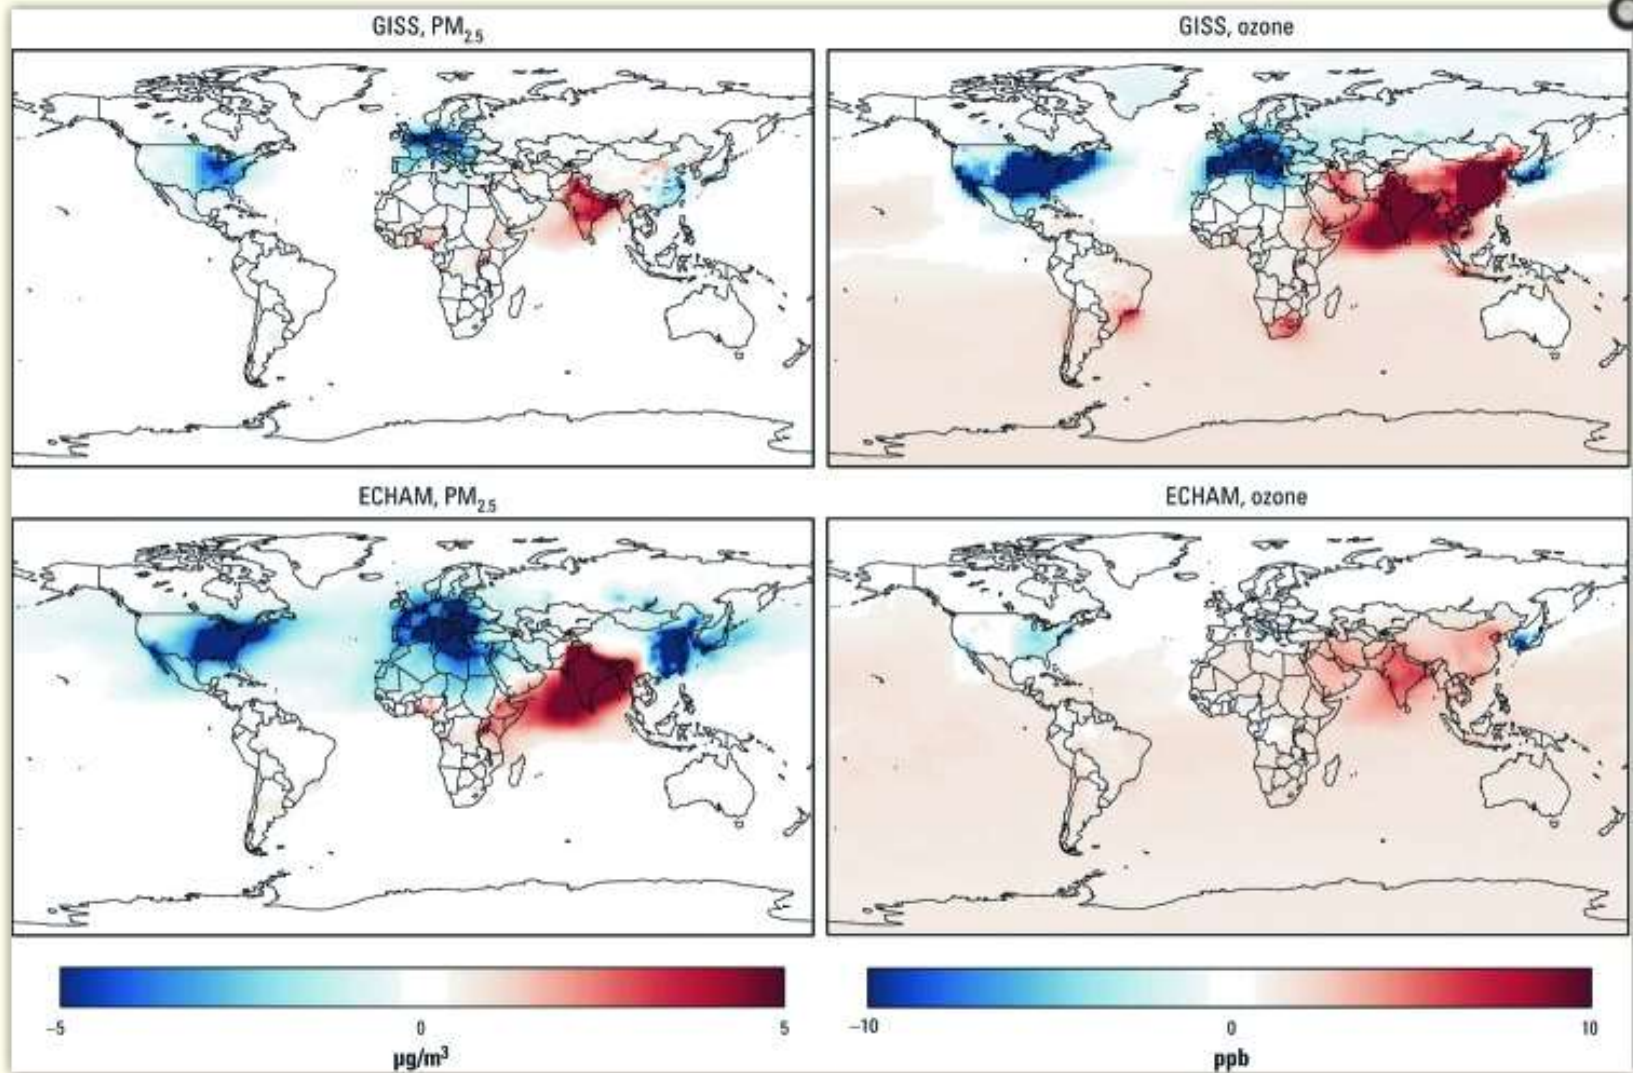 GISS, PM2.5
GISS, ozone
ECHAM, PM2.5
ECHAM, ozone
–5 0 5
µg/m³
–10 0 10
ppb